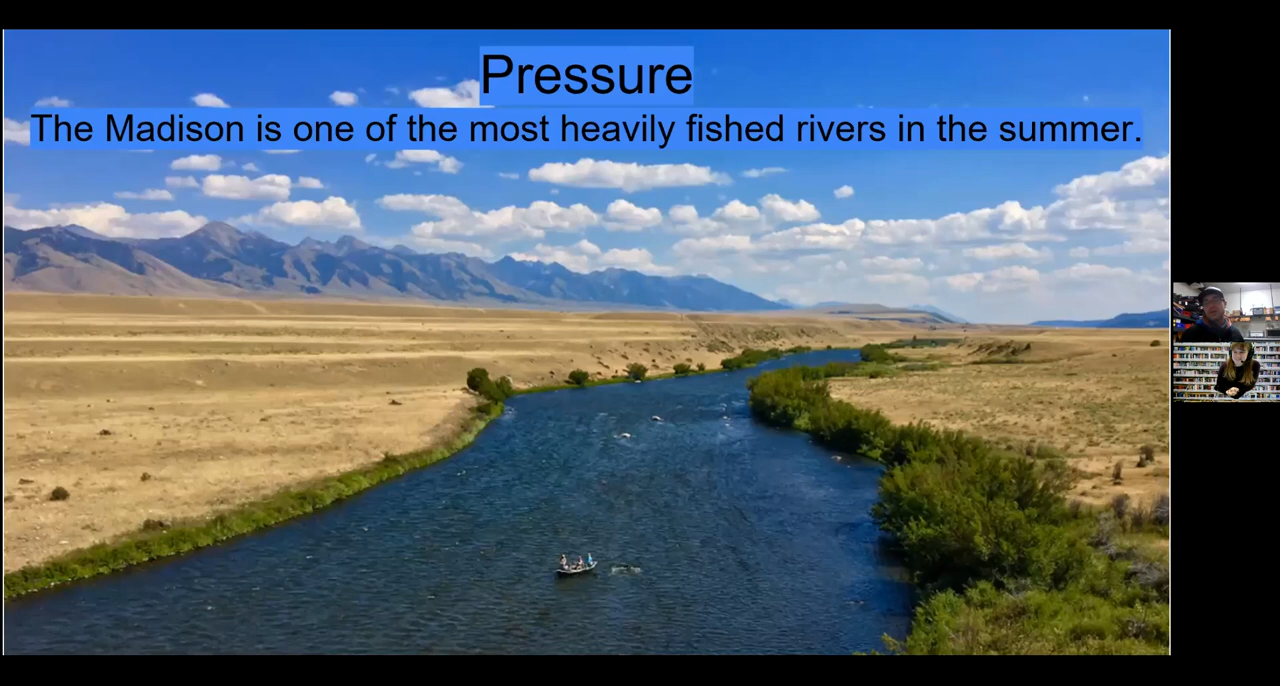 Pressure
The Madison is one of the most heavily fished rivers in the summer.